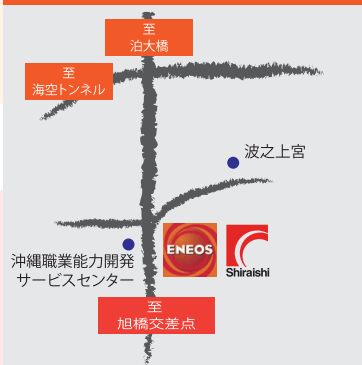 至
泊大橋
至
海空トンネル
波之上宮
沖縄職業能力開発
サービスセンター
ENEOS
Shiraishi
至
旭橋交差点